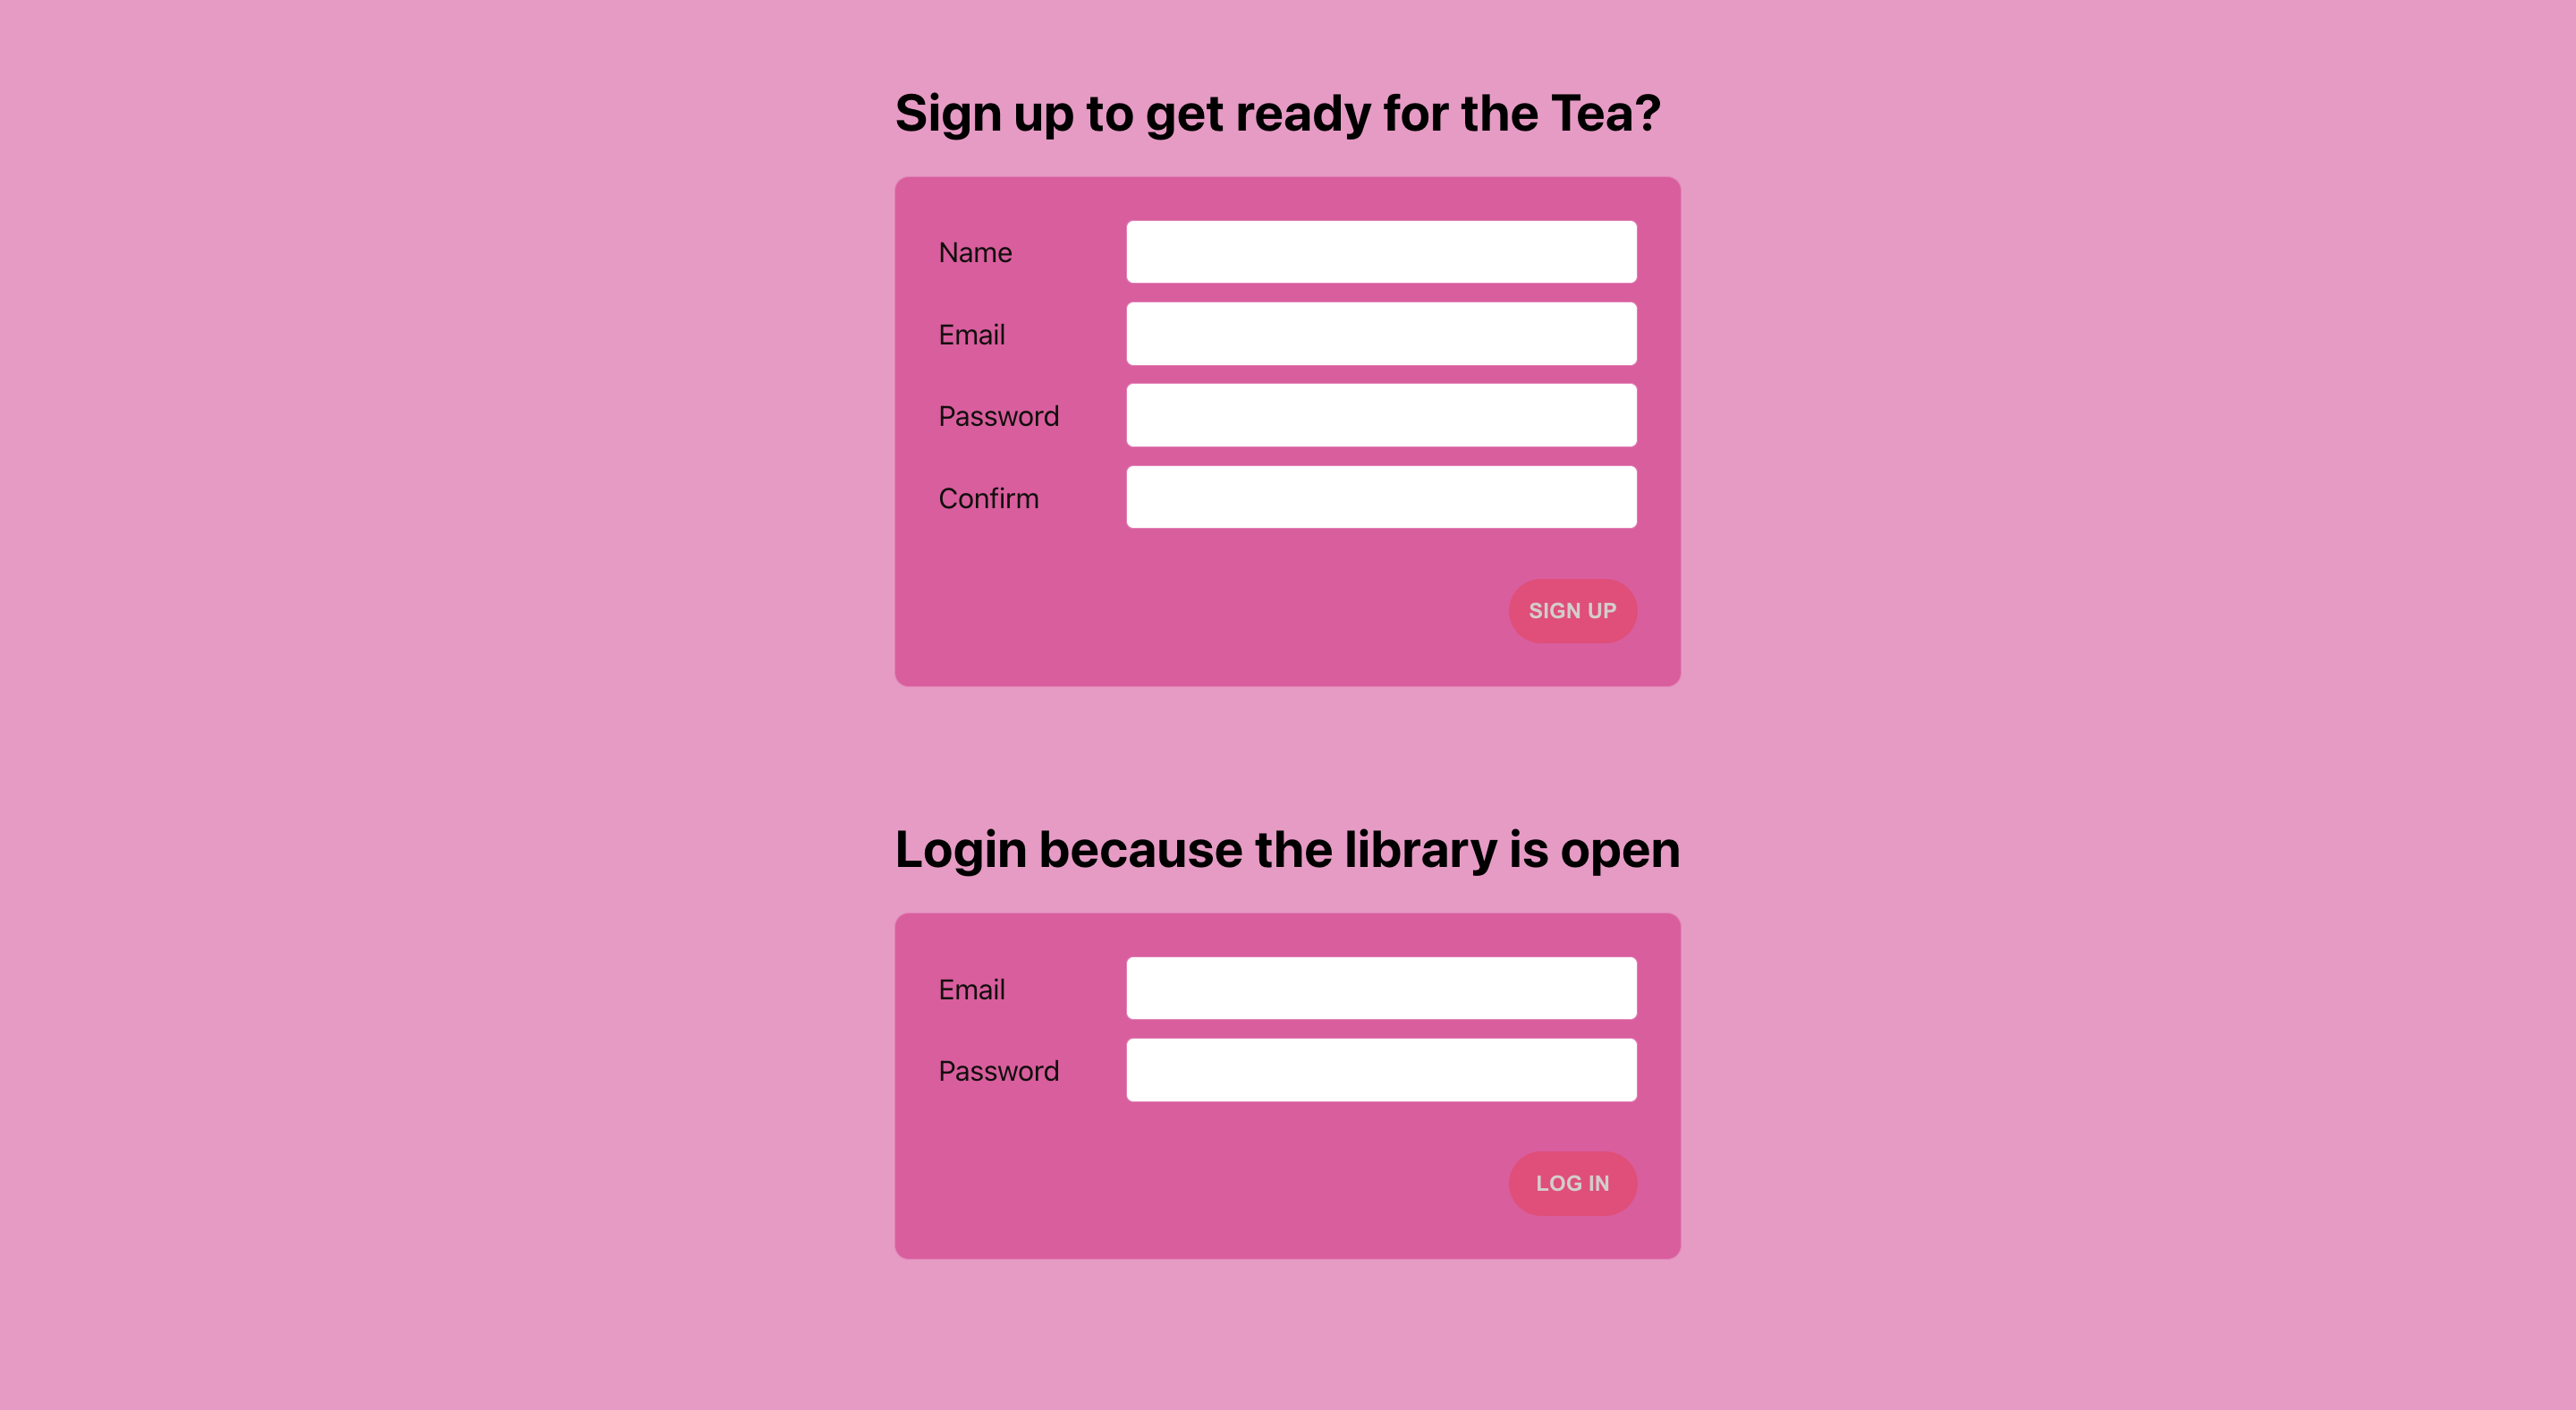 Sign up to get ready for the Tea?
Name
Email
Password
Confirm
SIGN UP
Login because the library is open
Email
Password
LOG IN